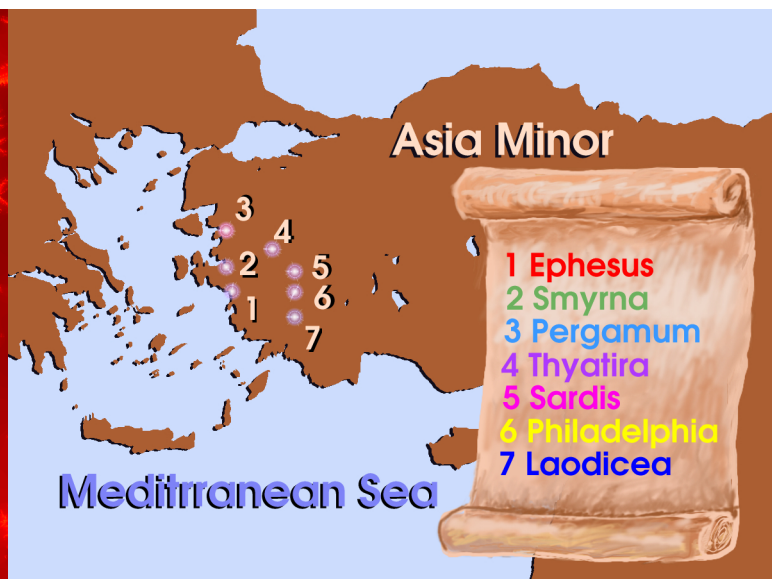 Asia Minor
3
4
2
5
6
1
7
1 Ephesus
2 Smyrna
3 Pergamum
4 Thyatira
5 Sardis
6 Philadelphia
7 Laodicea
Meditrranean Sea